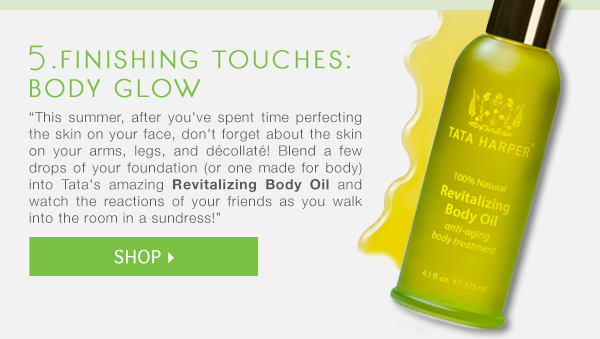 5.FINISHING TOUCHES:
BODY GLOW
“This summer, after you've spent time perfecting
the skin on your face, don't forget about the skin
on your arms, legs, and décollaté! Blend a few
drops of your foundation (or one made for body)
into Tata's amazing Revitalizing Body Oil and
watch the reactions of your friends as you walk
into the room in a sundress!”
SHOP
TATA HARPER™
100% Natural
Revitalizing
Body Oil
anti-aging
body treatment
4.1 fl. oz. ℮ 125 ml